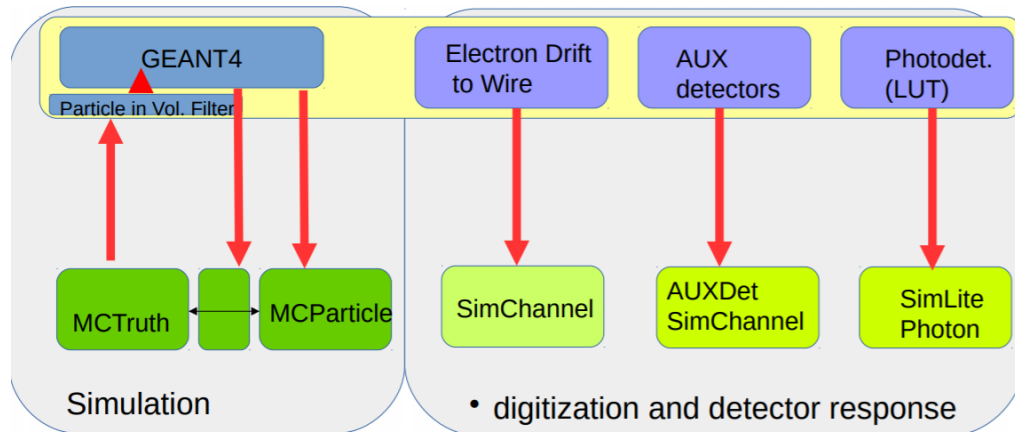 GEANT4
Particle in Vol. Filter
Electron Drift
to Wire
AUX
detectors
Photodet.
(LUT)
MCTruth
MCParticle
SimChannel
AUXDet
SimChannel
SimLite
Photon
Simulation
• digitization and detector response